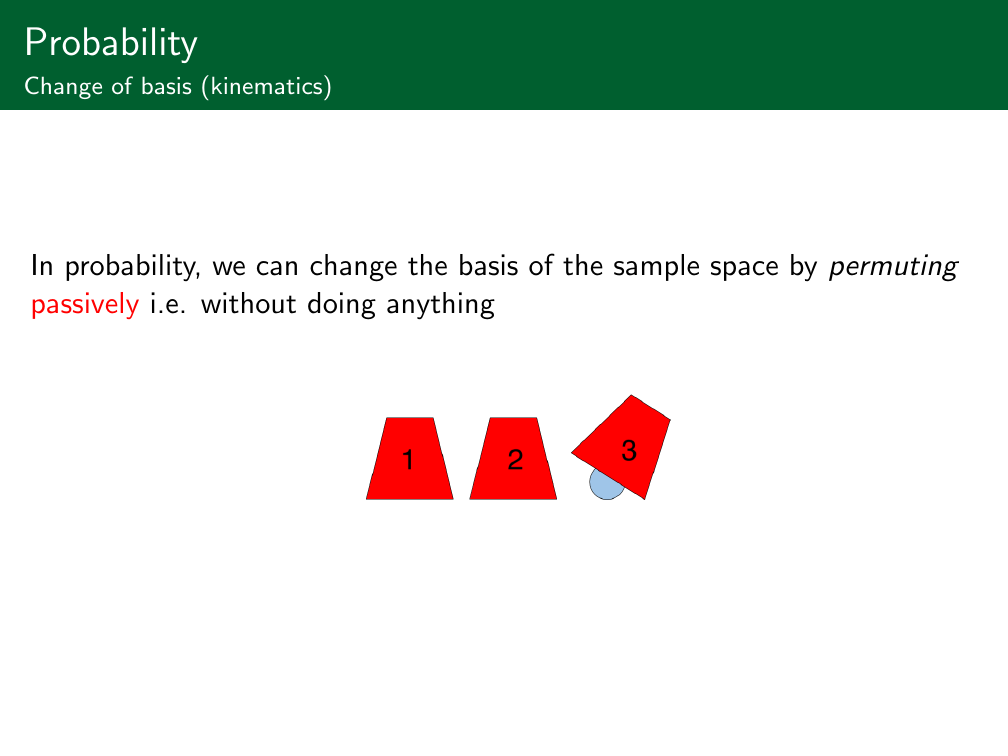 Probability
Change of basis (kinematics)
In probability, we can change the basis of the sample space by permuting
passively i.e. without doing anything
1 2 3